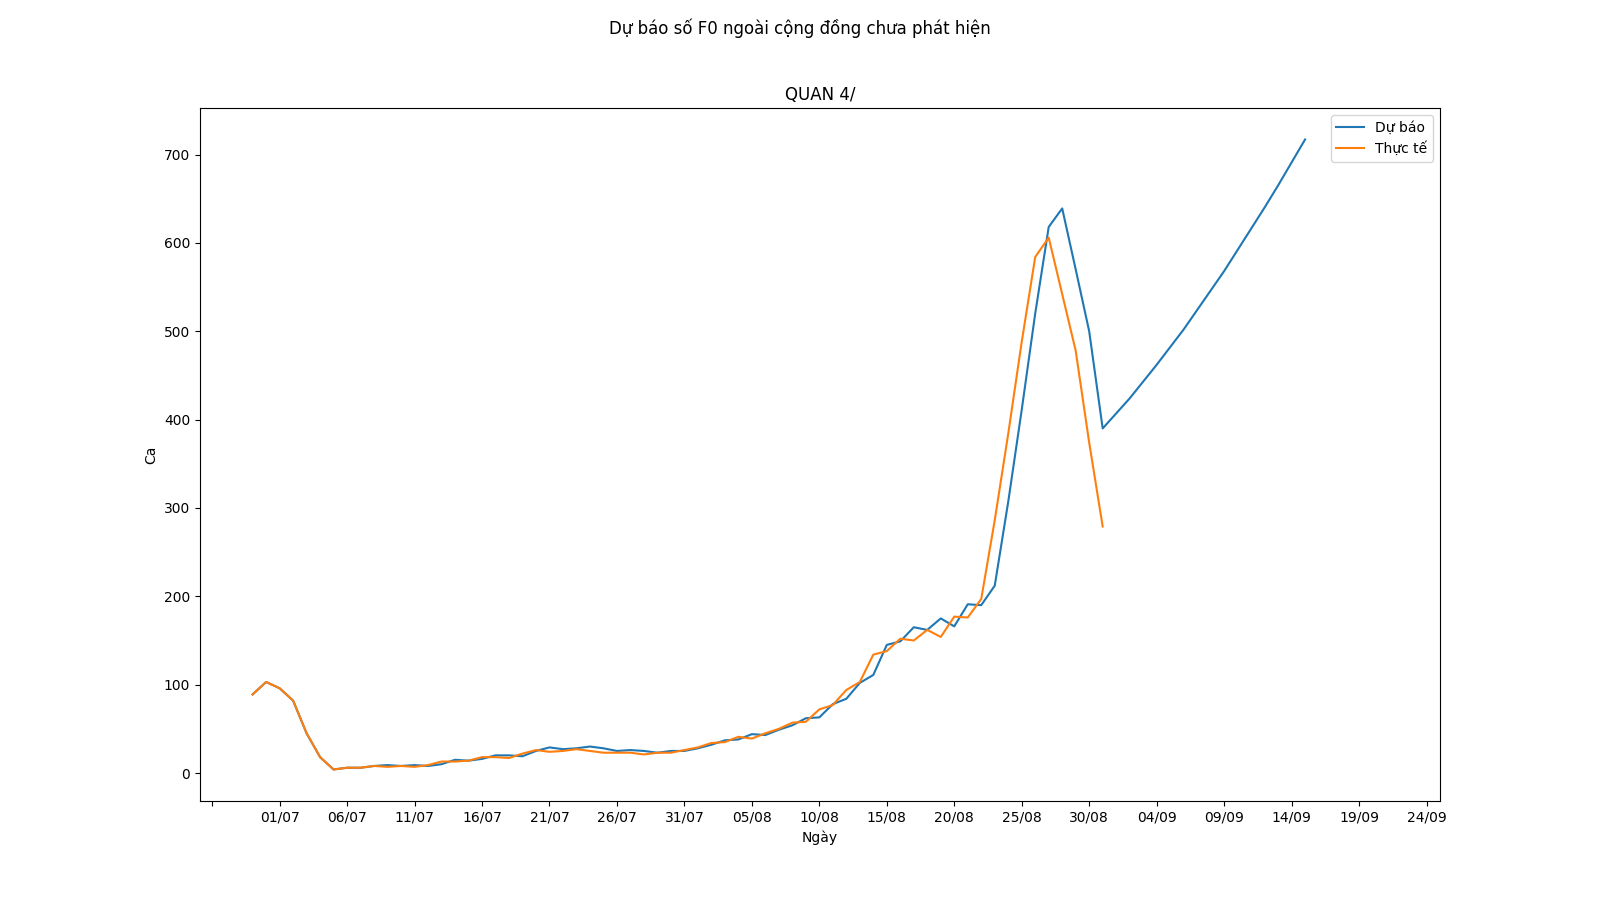 Dự báo số F0 ngoài cộng đồng chưa phát hiện
QUAN 4/
Dự báo
Thực tế
700
600
500
400
300
200
100
0
Ca
01/07 06/07 11/07 16/07 21/07 26/07 31/07 05/08 10/08 15/08 20/08 25/08 30/08 04/09 09/09 14/09 19/09 24/09
Ngày